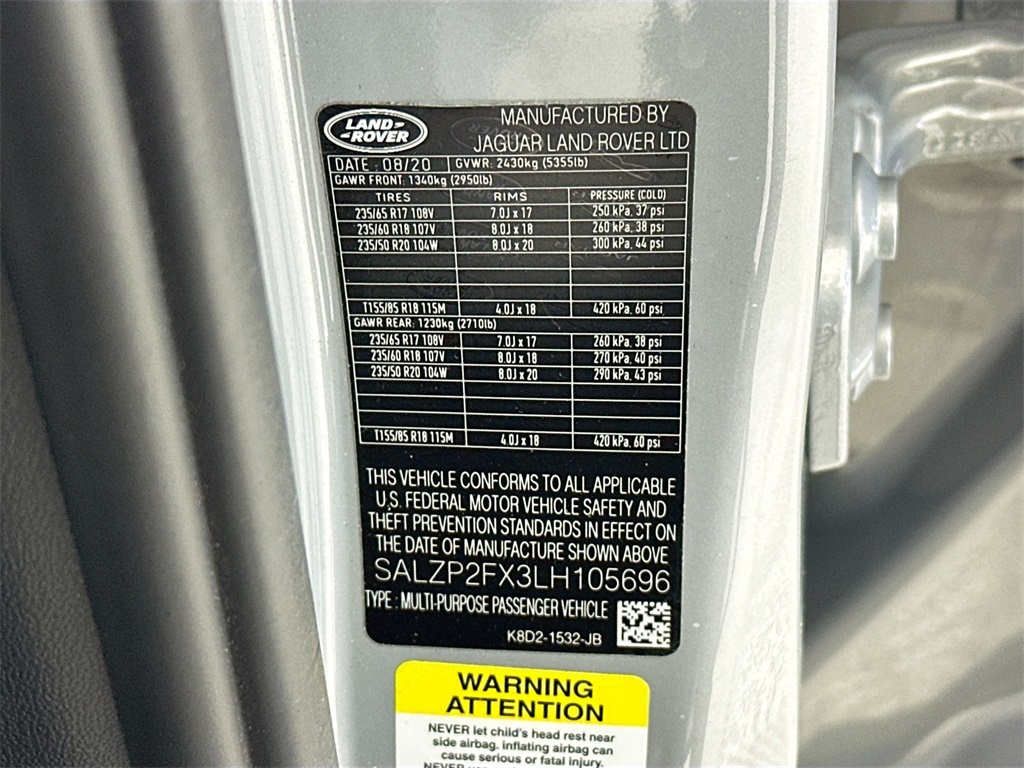 LAND-
-ROVER
MANUFACTURED BY
JAGUAR LAND ROVER LTD
DATE : 08/20 GVWR: 2430kg (5355lb)
GAWR FRONT: 1340kg (2950lb)
TIRES RIMS PRESSURE (COLD)
235/65 R17 108V 7.0J x 17 250 kPa, 37 psi
235/60 R18 107V 8.0J x 18 260 kPa, 38 psi
235/50 R20 104W 8.0J x 20 300 kPa, 44 psi
T155/85 R18 115M 4.0J x 18 420 kPa, 60 psi
GAWR REAR: 1230kg (2710lb)
235/65 R17 108V 7.0J x 17 260 kPa, 38 psi
235/60 R18 107V 8.0J x 18 270 kPa, 40 psi
235/50 R20 104W 8.0J x 20 290 kPa, 43 psi
T155/85 R18 115M 4.0J x 18 420 kPa, 60 psi
THIS VEHICLE CONFORMS TO ALL APPLICABLE
U.S. FEDERAL MOTOR VEHICLE SAFETY AND
THEFT PREVENTION STANDARDS IN EFFECT ON
THE DATE OF MANUFACTURE SHOWN ABOVE
SALZP2FX3LH105696
TYPE : MULTI-PURPOSE PASSENGER VEHICLE
K8D2-1532-JB
WARNING
ATTENTION
NEVER let child's head rest near
side airbag. inflating airbag can
cause serious or fatal injury.